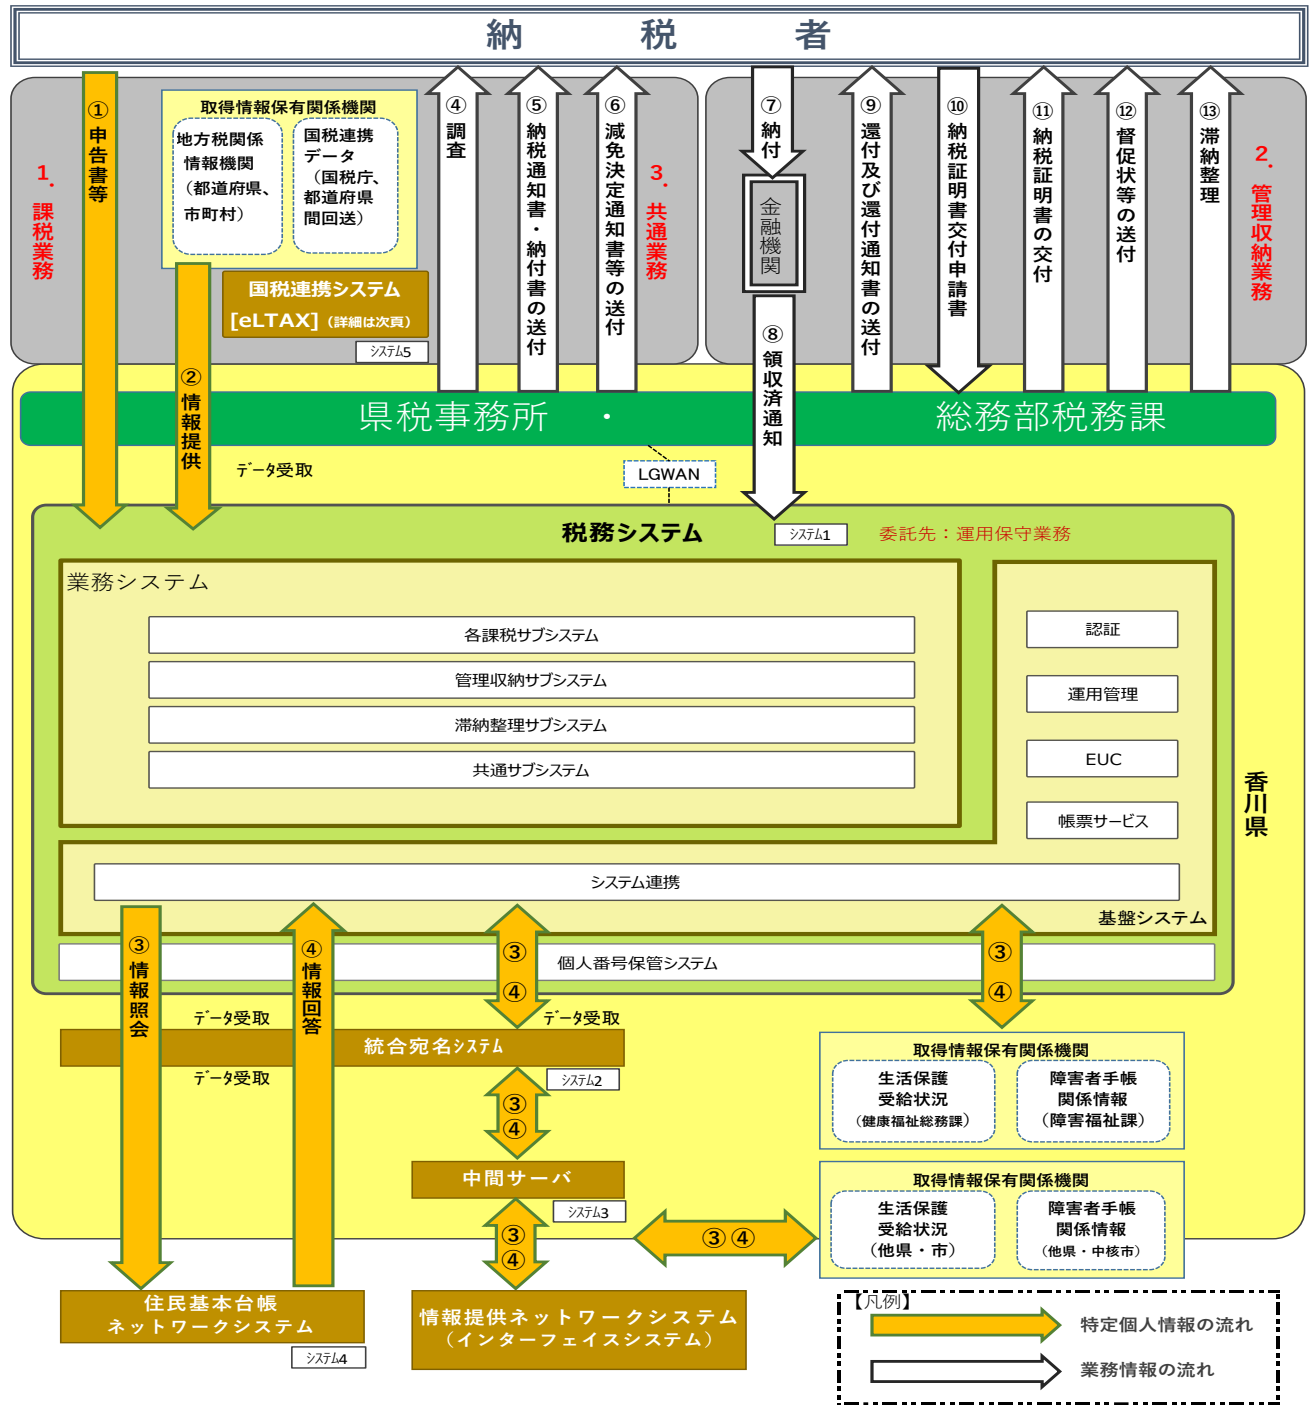 納税者
1．課税業務
①申告書等
取得情報保有関係機関
地方税関係
情報機関
（都道府県、
市町村）
国税連携
データ
（国税庁、
都道府県
間回送）
②情報提供
国税連携システム
[eLTAX]（詳細は次頁）
システム5
④調査
⑤納税通知書・納付書の送付
⑥減免決定通知書等の送付
3．共通業務
⑦納付
金融機関
⑧領収済通知
⑨還付及び還付通知書の送付
⑩納税証明書交付申請書
⑪納税証明書の交付
⑫督促状等の送付
⑬滞納整理
2．管理収納業務
県税事務所 ・ 総務部税務課
データ受取
LGWAN
税務システム
システム1
委託先：運用保守業務
業務システム
各課税サブシステム
管理収納サブシステム
滞納整理サブシステム
共通サブシステム
認証
運用管理
EUC
帳票サービス
香川県
システム連携
基盤システム
個人番号保管システム
③情報照会
④情報回答
③
④
③
④
データ受取
データ受取
統合宛名システム
データ受取
システム2
③
④
中間サーバ
システム3
③
④
③④
取得情報保有関係機関
生活保護
受給状況
（健康福祉総務課）
障害者手帳
関係情報
（障害福祉課）
取得情報保有関係機関
生活保護
受給状況
（他県・市）
障害者手帳
関係情報
（他県・中核市）
住民基本台帳
ネットワークシステム
システム4
情報提供ネットワークシステム
（インターフェイスシステム）
【凡例】
特定個人情報の流れ
業務情報の流れ